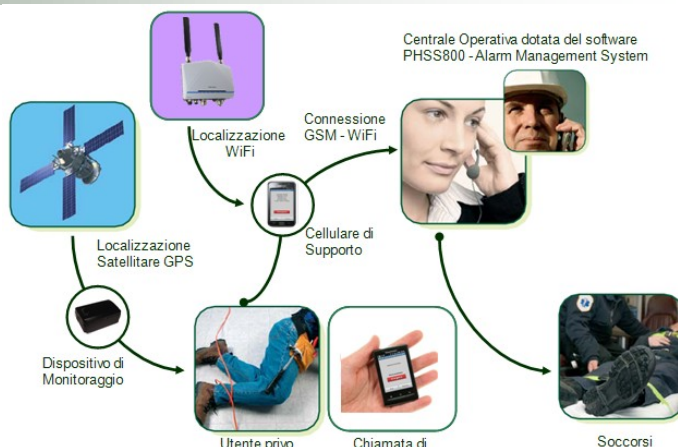 Centrale Operativa dotata del software
PHSS800 - Alarm Management System
Localizzazione
WiFi
Connessione
GSM - WiFi
Cellulare di
Supporto
Localizzazione
Satellitare GPS
Dispositivo di
Monitoraggio
Utente privo
Chiamata di
Soccorsi